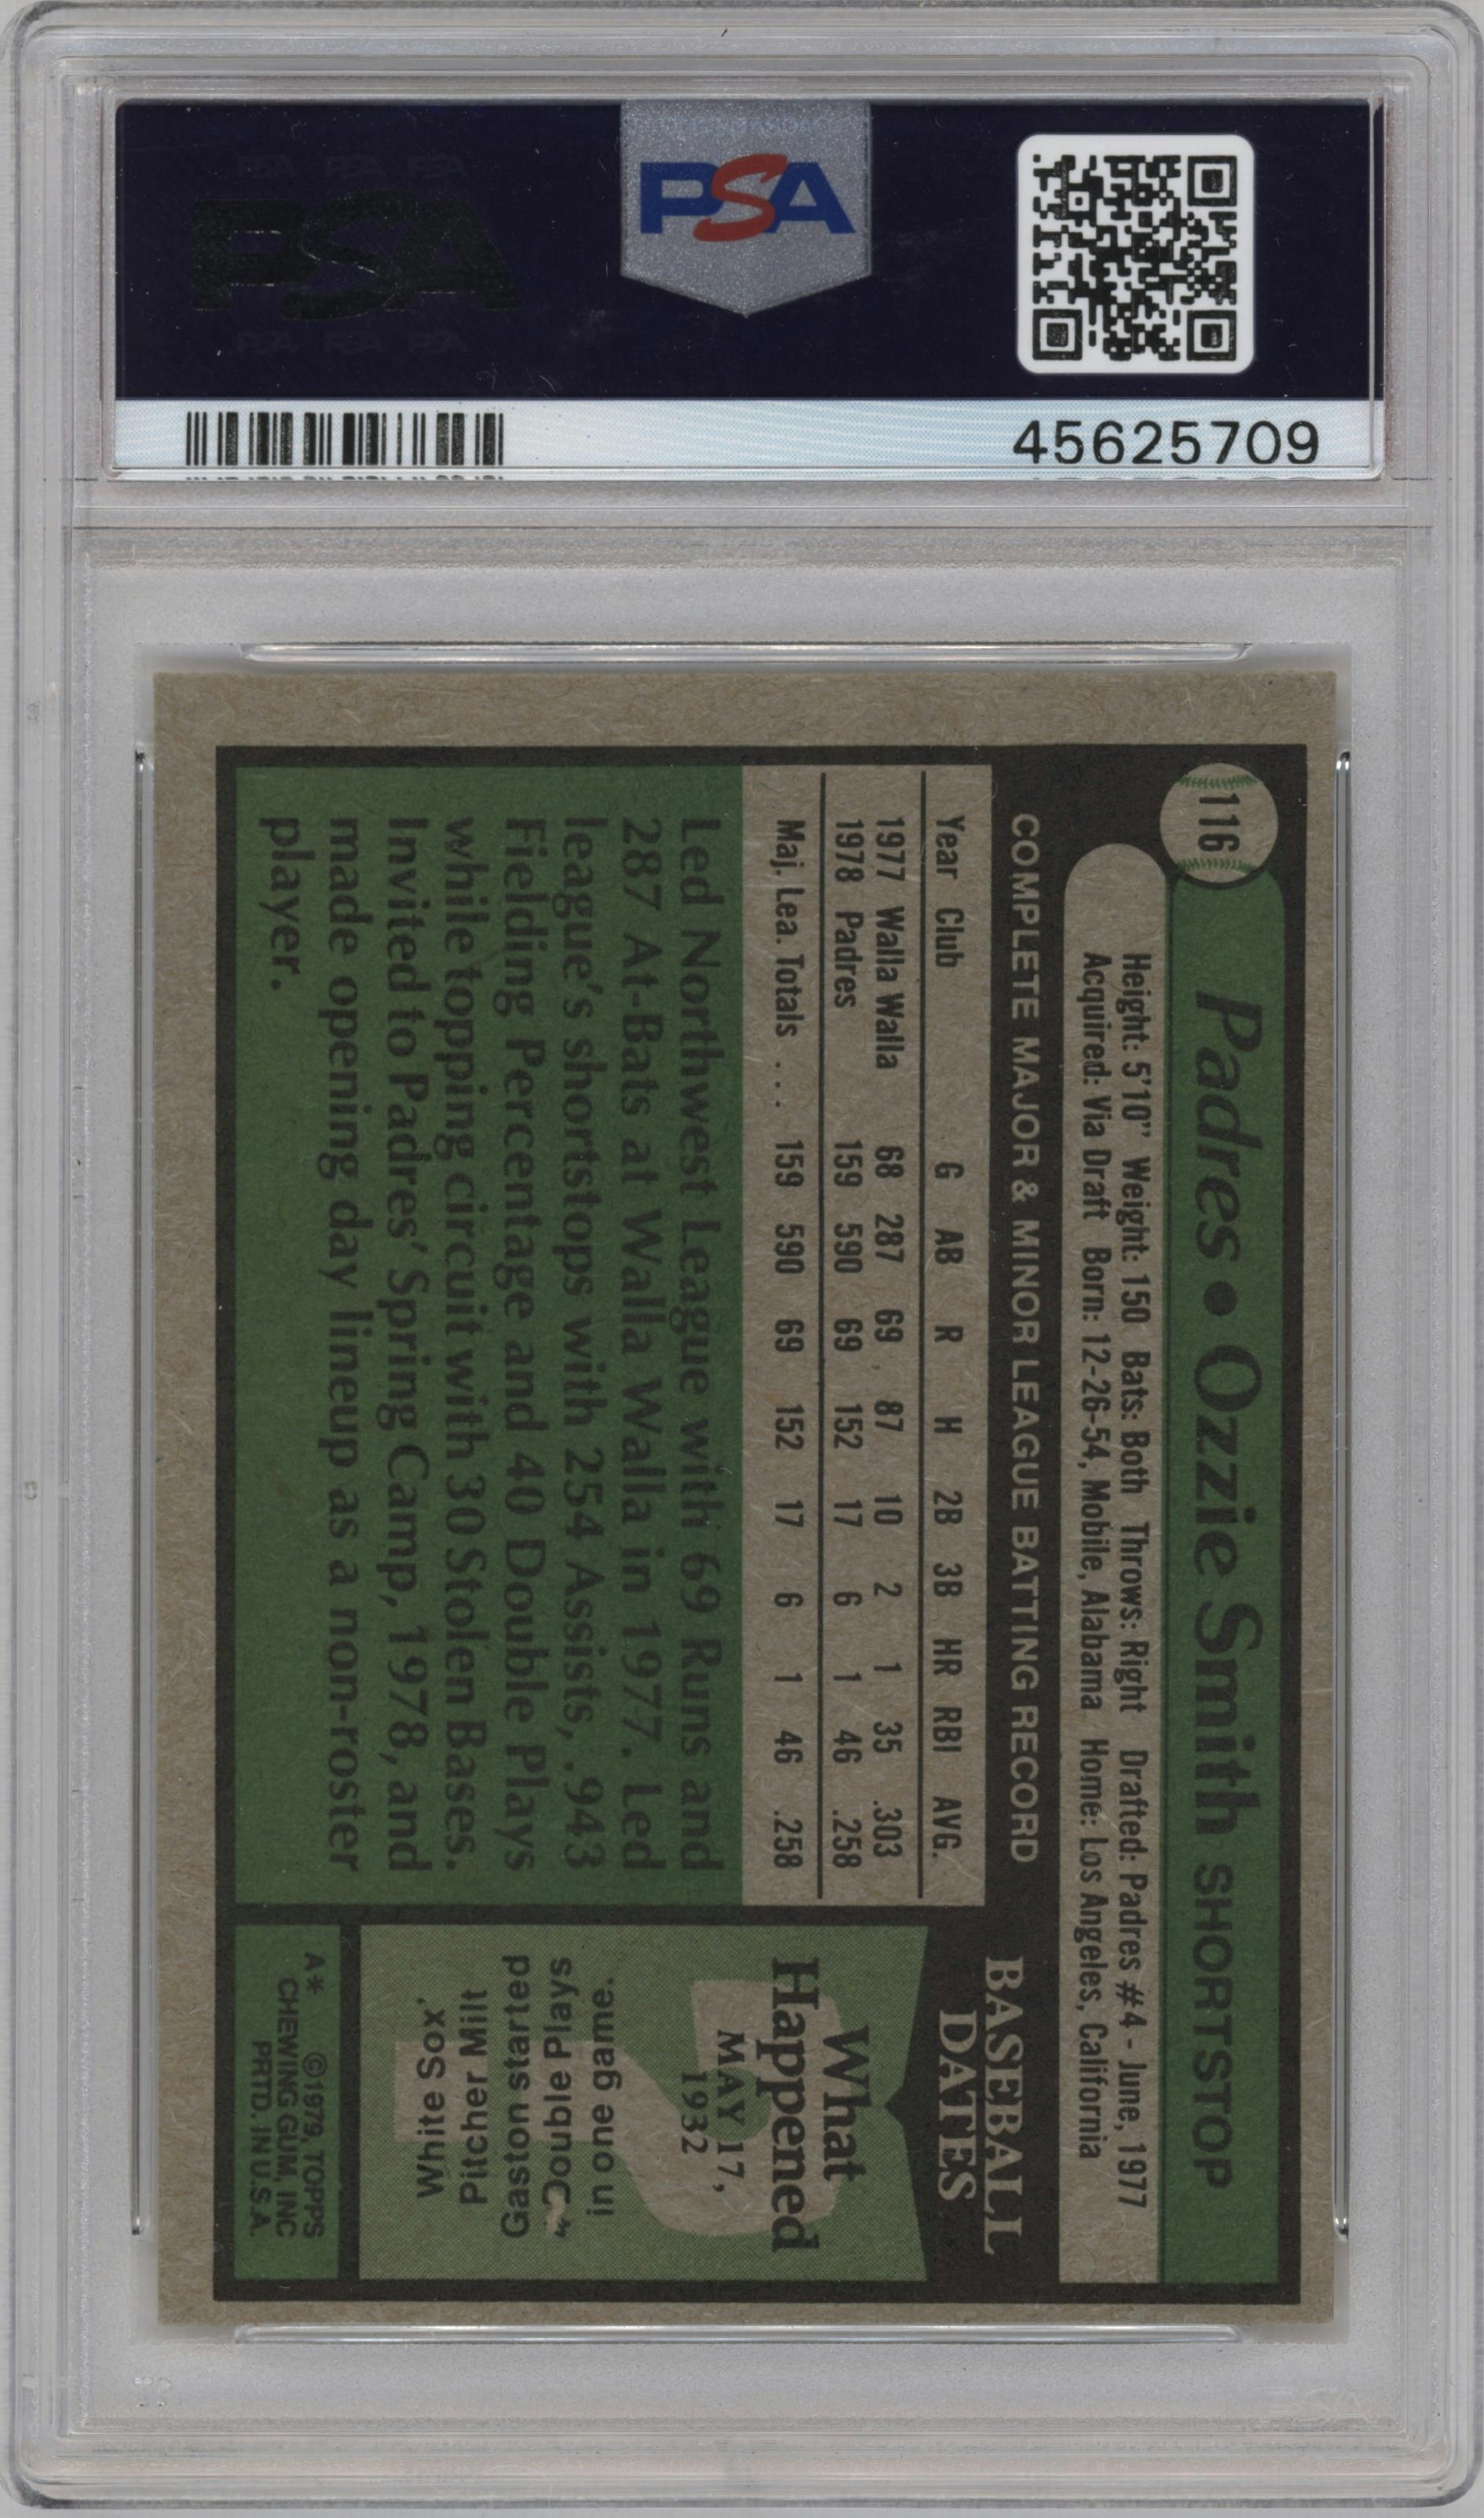 PSA
PSA
45625709
116
Padres • Ozzie Smith SHORTSTOP
Height: 5'10" Weight: 150 Bats: Both Throws: Right Drafted: Padres #4 - June, 1977
Acquired: Via Draft Born: 12-26-54, Mobile, Alabama Home: Los Angeles, California
COMPLETE MAJOR & MINOR LEAGUE BATTING RECORD
Year Club G AB R H 2B 3B HR RBI AVG.
1977 Walla Walla 68 287 69 87 10 2 1 35 .303
1978 Padres 159 590 69 152 17 6 1 46 .258
Maj. Lea. Totals . . . 159 590 69 152 17 6 1 46 .258
Led Northwest League with 69 Runs and
287 At-Bats at Walla Walla in 1977. Led
league's shortstops with 254 Assists, .943
Fielding Percentage and 40 Double Plays
while topping circuit with 30 Stolen Bases.
Invited to Padres' Spring Camp, 1978, and
made opening day lineup as a non-roster
player.
BASEBALL
DATES
What
Happened
MAY 17,
1932
?
White Sox'
Pitcher Milt
Gaston started
4 Double Plays
in one game.
A* ©1979, TOPPS
CHEWING GUM, INC
PRTD. IN U.S.A.